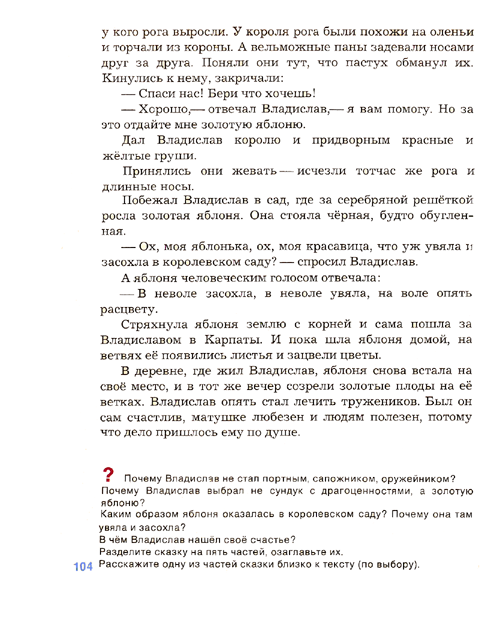 у кого рога выросли. У короля рога были похожи на оленьи
и торчали из короны. А вельможные паны задевали носами
друг за друга. Поняли они тут, что пастух обманул их.
Кинулись к нему, закричали:
— Спаси нас! Бери что хочешь!
— Хорошо,— отвечал Владислав,— я вам помогу. Но за
это отдайте мне золотую яблоню.
Дал Владислав королю и придворным красные и
жёлтые груши.
Принялись они жевать — исчезли тотчас же рога и
длинные носы.
Побежал Владислав в сад, где за серебряной решёткой
росла золотая яблоня. Она стояла чёрная, будто обуглен-
ная.
— Ох, моя яблонька, ох, моя красавица, что уж увяла и
засохла в королевском саду? — спросил Владислав.
А яблоня человеческим голосом отвечала:
— В неволе засохла, в неволе увяла, на воле опять
расцвету.
Стряхнула яблоня землю с корней и сама пошла за
Владиславом в Карпаты. И пока шла яблоня домой, на
ветвях её появились листья и зацвели цветы.
В деревне, где жил Владислав, яблоня снова встала на
своё место, и в тот же вечер созрели золотые плоды на её
ветках. Владислав опять стал лечить тружеников. Был он
сам счастлив, матушке любезен и людям полезен, потому
что дело пришлось ему по душе.
? Почему Владислав не стал портным, сапожником, оружейником?
Почему Владислав выбрал не сундук с драгоценностями, а золотую
яблоню?
Каким образом яблоня оказалась в королевском саду? Почему она там
увяла и засохла?
В чём Владислав нашёл своё счастье?
Разделите сказку на пять частей, озаглавьте их.
104 Расскажите одну из частей сказки близко к тексту (по выбору).